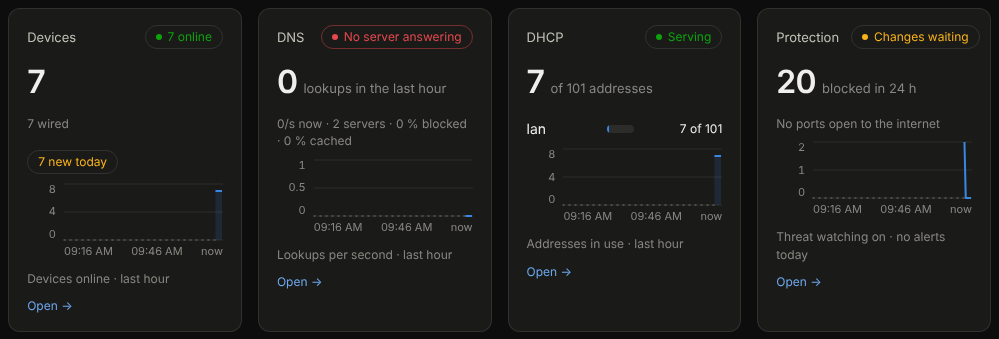 Devices
7 online
7
7 wired
7 new today
8
4
0
09:16 AM 09:46 AM now
Devices online · last hour
Open →
DNS
No server answering
0 lookups in the last hour
0/s now · 2 servers · 0 % blocked
· 0 % cached
1
0.5
0
09:16 AM 09:46 AM now
Lookups per second · last hour
Open →
DHCP
Serving
7 of 101 addresses
lan 7 of 101
8
4
0
09:16 AM 09:46 AM now
Addresses in use · last hour
Open →
Protection
Changes waiting
20 blocked in 24 h
No ports open to the internet
2
1
0
09:16 AM 09:46 AM now
Threat watching on · no alerts
today
Open →